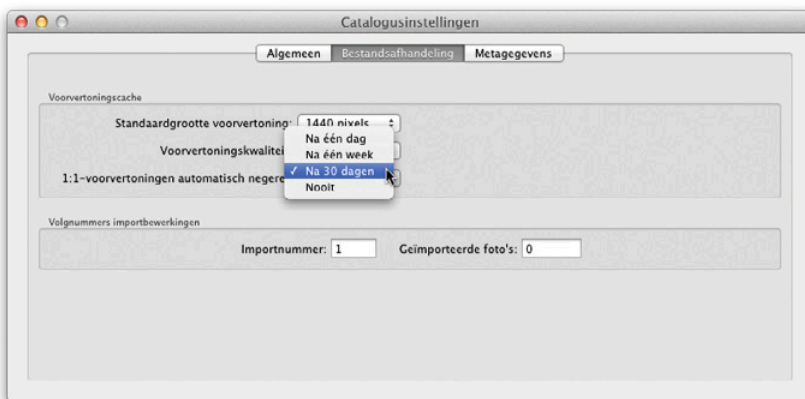 Catalogusinstellingen
Algemeen Bestandsafhandeling Metagegevens
Voorvertoningscache
Standaardgrootte voorvertoning: 1440 pixels
Na één dag
Voorvertoningskwalitei
Na één week
1:1-voorvertoningen automatisch negere ✓ Na 30 dagen
Nooit
Volgnummers importbewerkingen
Importnummer: 1 Geïmporteerde foto's: 0